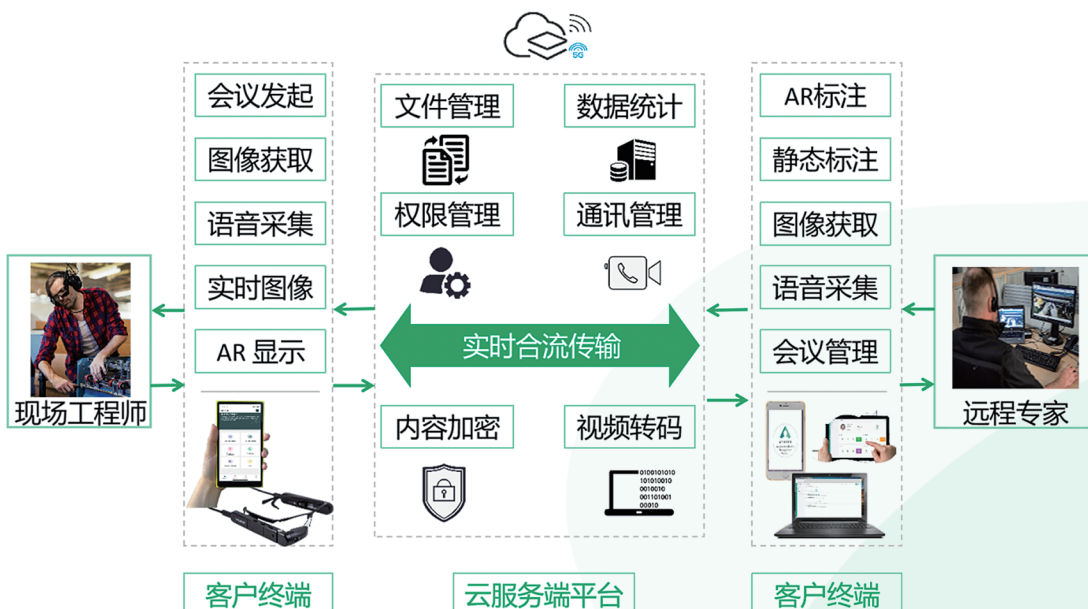 5G
会议发起
图像获取
语音采集
实时图像
AR 显示
文件管理
数据统计
权限管理
通讯管理
实时合流传输
内容加密
视频转码
0100101010
101010010
0010010
001101001
00010
AR标注
静态标注
图像获取
语音采集
会议管理
现场工程师
远程专家
客户终端
云服务端平台
客户终端